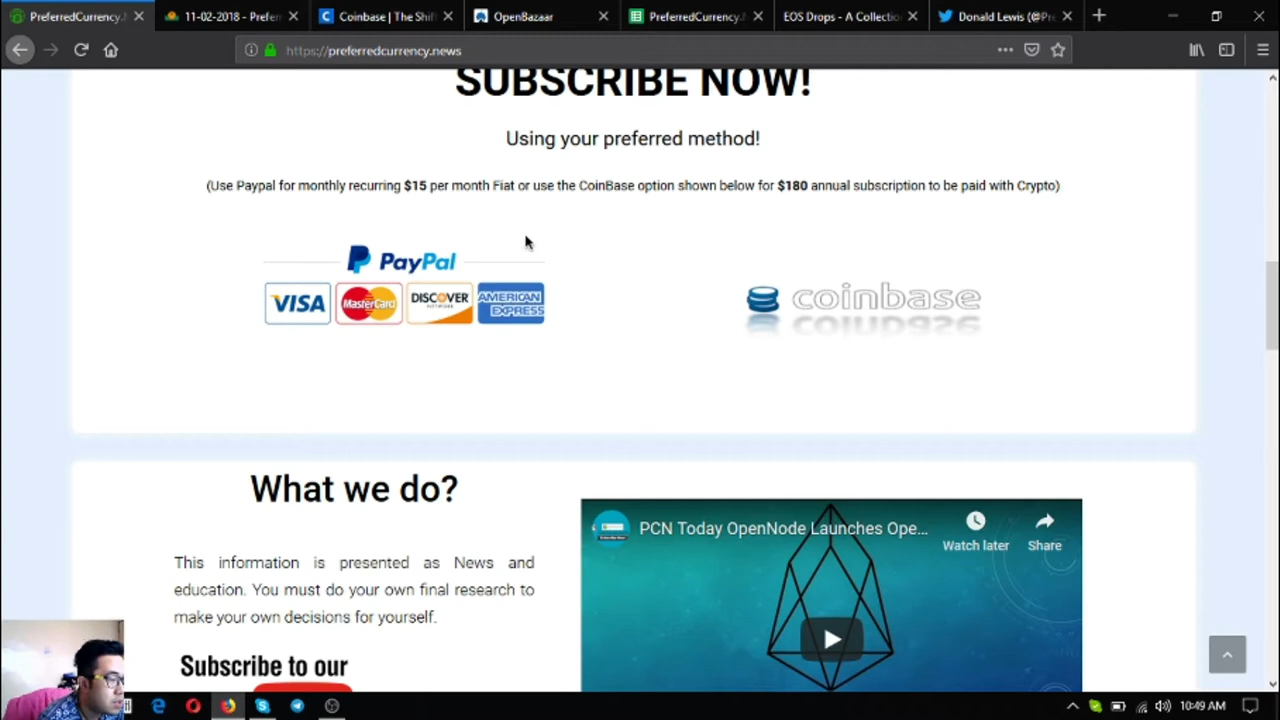 PreferredCurrency.
11-02-2018 - Prefer
Coinbase | The Shif
OpenBazaar
PreferredCurrency.
EOS Drops - A Collectio
Donald Lewis (@Pr
https://preferredcurrency.news
SUBSCRIBE NOW!
Using your preferred method!
(Use Paypal for monthly recurring $15 per month Fiat or use the CoinBase option shown below for $180 annual subscription to be paid with Crypto)
PayPal
VISA MasterCard DISCOVER NETWORK AMERICAN EXPRESS
coinbase
What we do?
This information is presented as News and
education. You must do your own final research to
make your own decisions for yourself.
Subscribe to our
PCN Today OpenNode Launches Ope...
Watch later
Share
10:49 AM